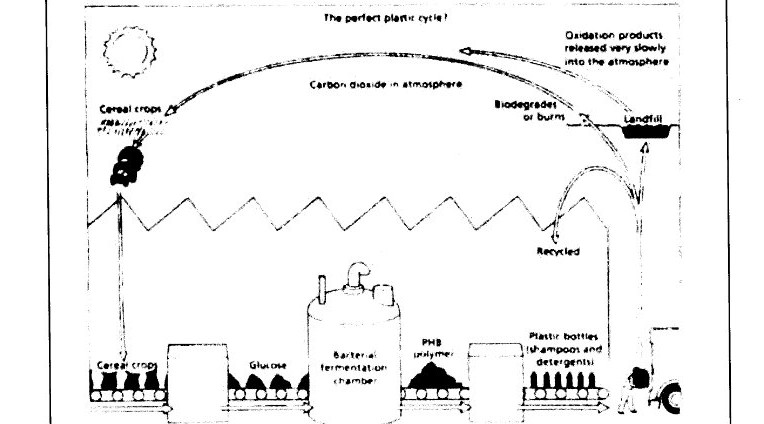 The perfect plastic cycle?
Oxidation products
released very slowly
into the atmosphere
Carbon dioxide in atmosphere
Cereal crops
Biodegrades
or burns
Landfill
Recycled
Cereal crops
Glucose
Bacterial
fermentation
chamber
PHB
polymer
Plastic bottles
(shampoos and
detergents)